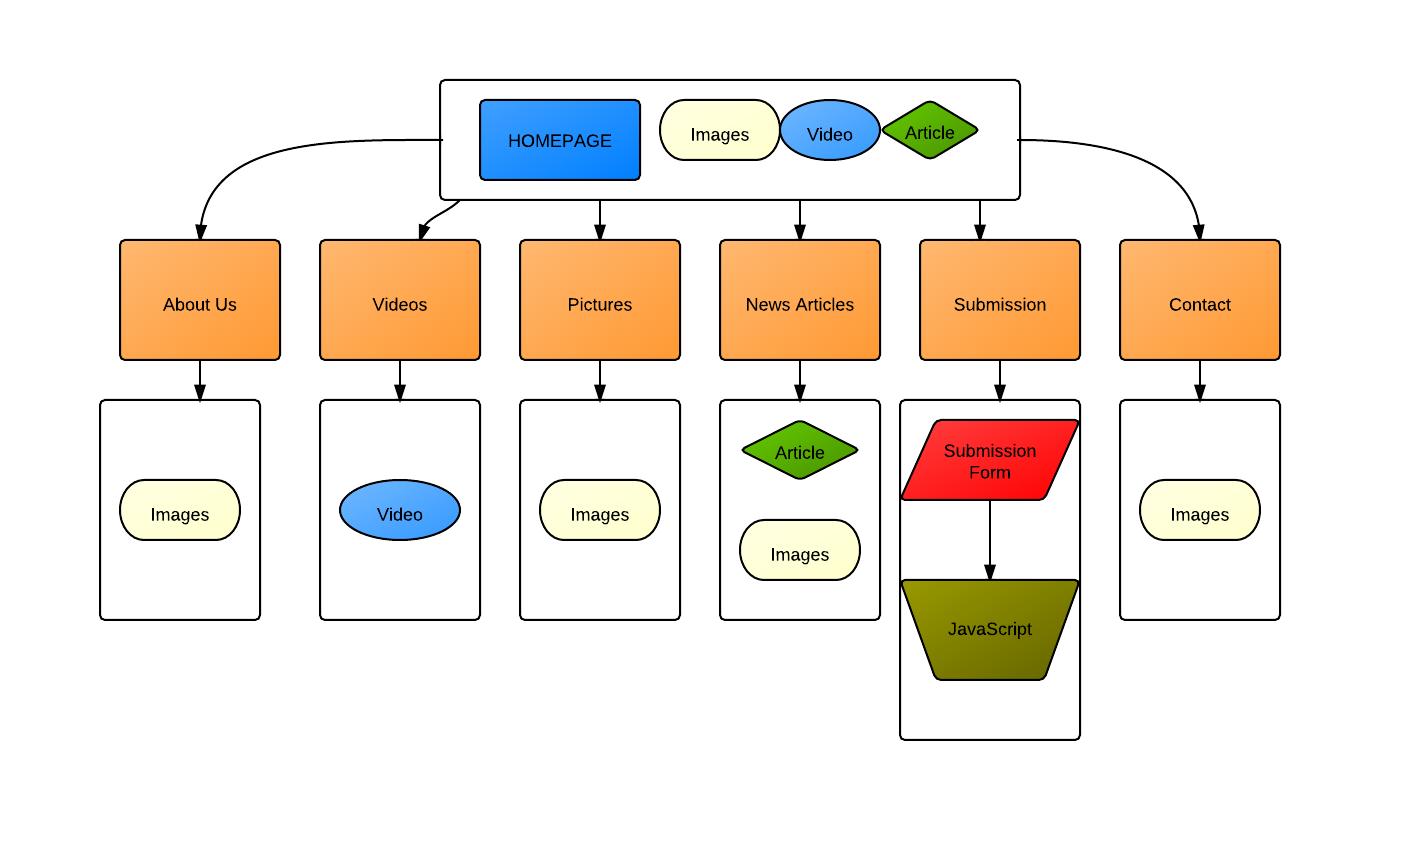 HOMEPAGE
Images
Video
Article
About Us
Videos
Pictures
News Articles
Submission
Contact
Images
Video
Images
Article
Images
Submission
Form
JavaScript
Images